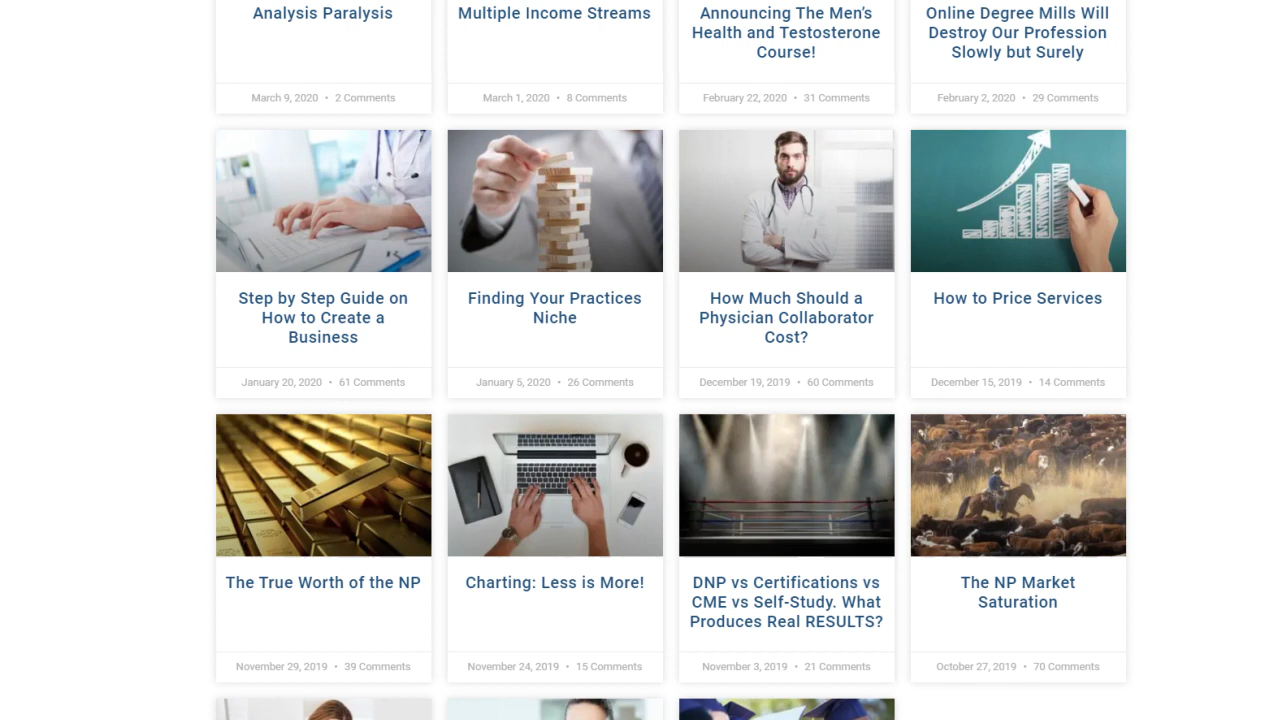 Analysis Paralysis
Multiple Income Streams
Announcing The Men's
Health and Testosterone
Course!
Online Degree Mills Will
Destroy Our Profession
Slowly but Surely
March 9, 2020 • 2 Comments
March 1, 2020 • 8 Comments
February 22, 2020 • 31 Comments
February 2, 2020 • 29 Comments
Step by Step Guide on
How to Create a
Business
Finding Your Practices
Niche
How Much Should a
Physician Collaborator
Cost?
How to Price Services
January 20, 2020 • 61 Comments
January 5, 2020 • 26 Comments
December 19, 2019 • 60 Comments
December 15, 2019 • 14 Comments
The True Worth of the NP
Charting: Less is More!
DNP vs Certifications vs
CME vs Self-Study. What
Produces Real RESULTS?
The NP Market
Saturation
November 29, 2019 • 39 Comments
November 24, 2019 • 15 Comments
November 3, 2019 • 21 Comments
October 27, 2019 • 70 Comments